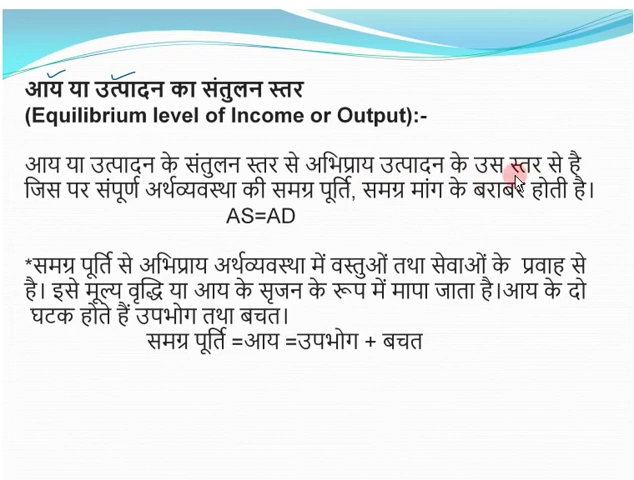 आय या उत्पादन का संतुलन स्तर
(Equilibrium level of Income or Output):-
आय या उत्पादन के संतुलन स्तर से अभिप्राय उत्पादन के उस स्तर से है
जिस पर संपूर्ण अर्थव्यवस्था की समग्र पूर्ति, समग्र मांग के बराबर होती है।
AS=AD
*समग्र पूर्ति से अभिप्राय अर्थव्यवस्था में वस्तुओं तथा सेवाओं के प्रवाह से
है। इसे मूल्य वृद्धि या आय के सृजन के रूप में मापा जाता है।आय के दो
घटक होते हैं उपभोग तथा बचत।
समग्र पूर्ति =आय =उपभोग + बचत